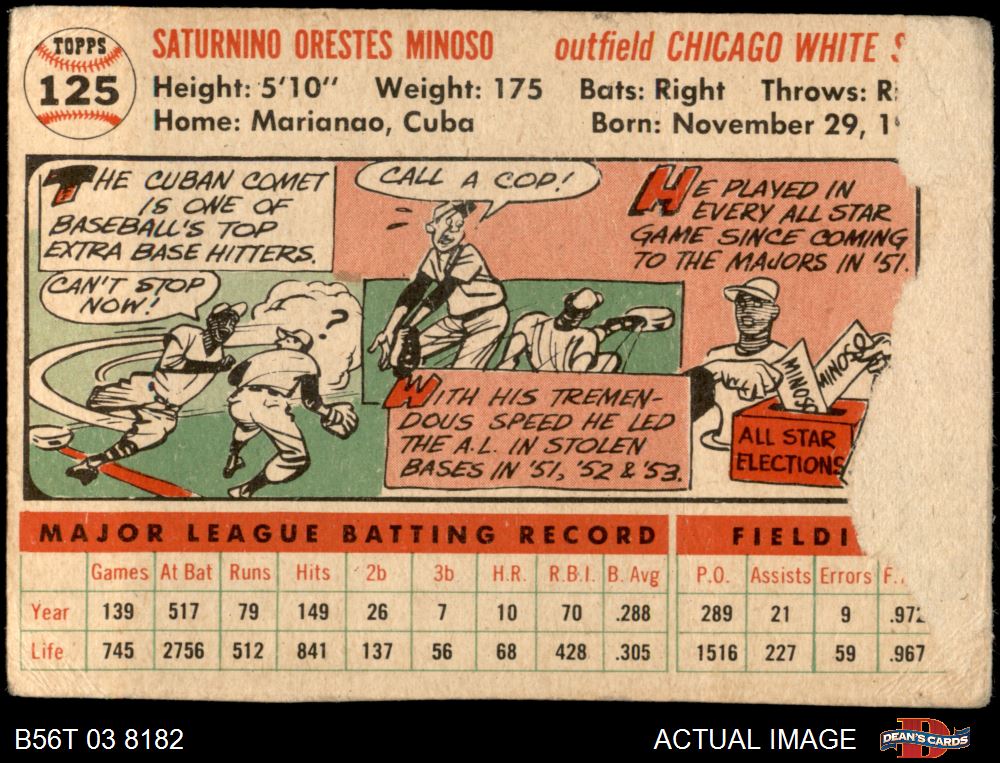 TOPPS
125
SATURNINO ORESTES MINOSO outfield CHICAGO WHITE S
Height: 5'10" Weight: 175 Bats: Right Throws: R
Home: Marianao, Cuba Born: November 29, 1
THE CUBAN COMET
IS ONE OF
BASEBALL'S TOP
EXTRA BASE HITTERS.
CAN'T STOP
NOW!
?
CALL A COP!
WITH HIS TREMEN-
DOUS SPEED HE LED
THE A.L. IN STOLEN
BASES IN '51, '52 & '53.
HE PLAYED IN
EVERY ALL STAR
GAME SINCE COMING
TO THE MAJORS IN '51.
MINOSO
MINOSO
ALL STAR
ELECTIONS
MAJOR LEAGUE BATTING RECORD FIELDI
Games At Bat Runs Hits 2b 3b H.R. R.B.I. B. Avg P.O. Assists Errors F.
Year 139 517 79 149 26 7 10 70 .288 289 21 9 .972
Life 745 2756 512 841 137 56 68 428 .305 1516 227 59 .967
B56T 03 8182 ACTUAL IMAGE DEAN'S CARDS